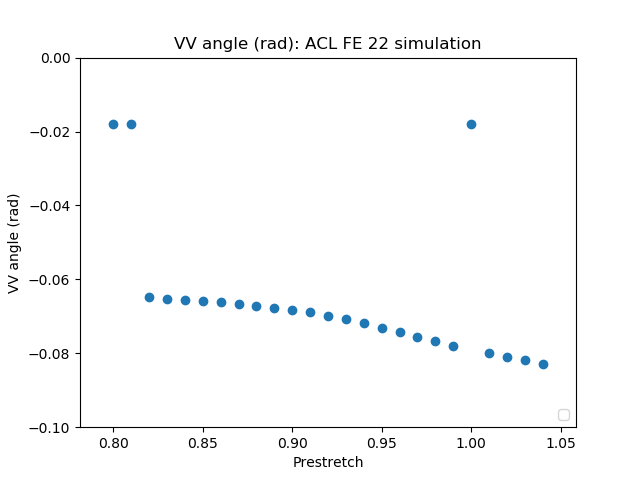 VV angle (rad): ACL FE 22 simulation
0.00
−0.02
−0.04
−0.06
−0.08
−0.10
VV angle (rad)
0.80 0.85 0.90 0.95 1.00 1.05
Prestretch